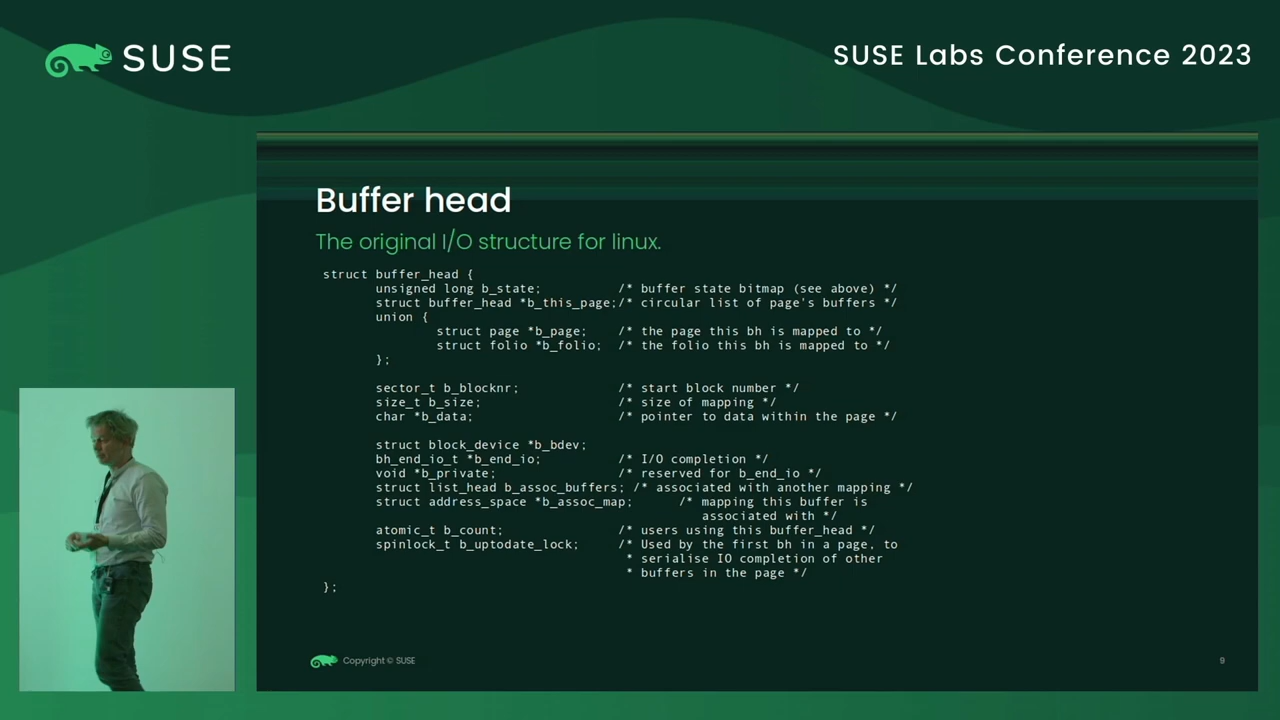 SUSE
SUSE Labs Conference 2023
Buffer head
The original I/O structure for linux.
struct buffer_head {
unsigned long b_state; /* buffer state bitmap (see above) */
struct buffer_head *b_this_page;/* circular list of page's buffers */
union {
struct page *b_page; /* the page this bh is mapped to */
struct folio *b_folio; /* the folio this bh is mapped to */
};
sector_t b_blocknr; /* start block number */
size_t b_size; /* size of mapping */
char *b_data; /* pointer to data within the page */
struct block_device *b_bdev;
bh_end_io_t *b_end_io; /* I/O completion */
void *b_private; /* reserved for b_end_io */
struct list_head b_assoc_buffers; /* associated with another mapping */
struct address_space *b_assoc_map; /* mapping this buffer is
associated with */
atomic_t b_count; /* users using this buffer_head */
spinlock_t b_uptodate_lock; /* Used by the first bh in a page, to
* serialise IO completion of other
* buffers in the page */
};
Copyright © SUSE
9